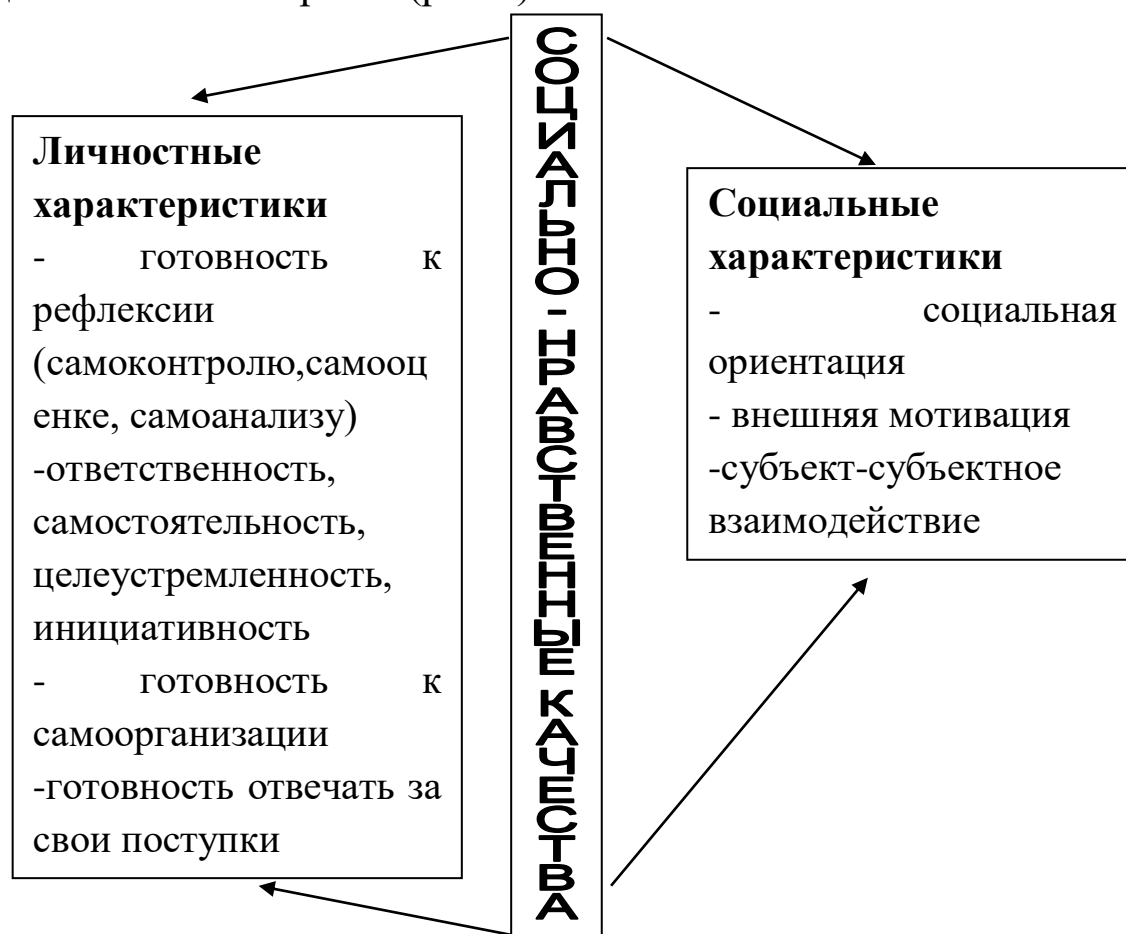 СОЦИАЛЬНО-НРАВСТВЕННЫЕ КАЧЕСТВА
Личностные
характеристики
- готовность к
рефлексии
(самоконтролю,самооц
енке, самоанализу)
-ответственность,
самостоятельность,
целеустремленность,
инициативность
- готовность к
самоорганизации
-готовность отвечать за
свои поступки
Социальные
характеристики
- социальная
ориентация
- внешняя мотивация
-субъект-субъектное
взаимодействие